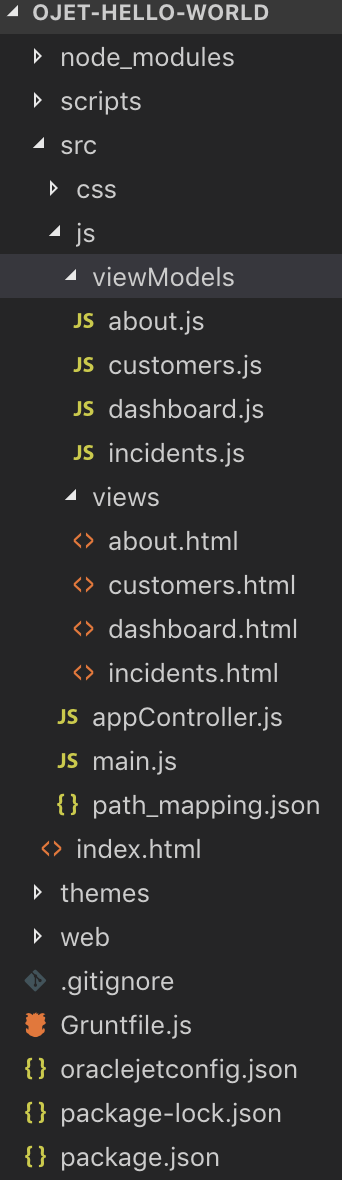 OJET-HELLO-WORLD
node_modules
scripts
src
css
js
viewModels
JS about.js
JS customers.js
JS dashboard.js
JS incidents.js
views
<> about.html
<> customers.html
<> dashboard.html
<> incidents.html
JS appController.js
JS main.js
{} path_mapping.json
<> index.html
themes
web
.gitignore
Gruntfile.js
{} oraclejetconfig.json
{} package-lock.json
{} package.json